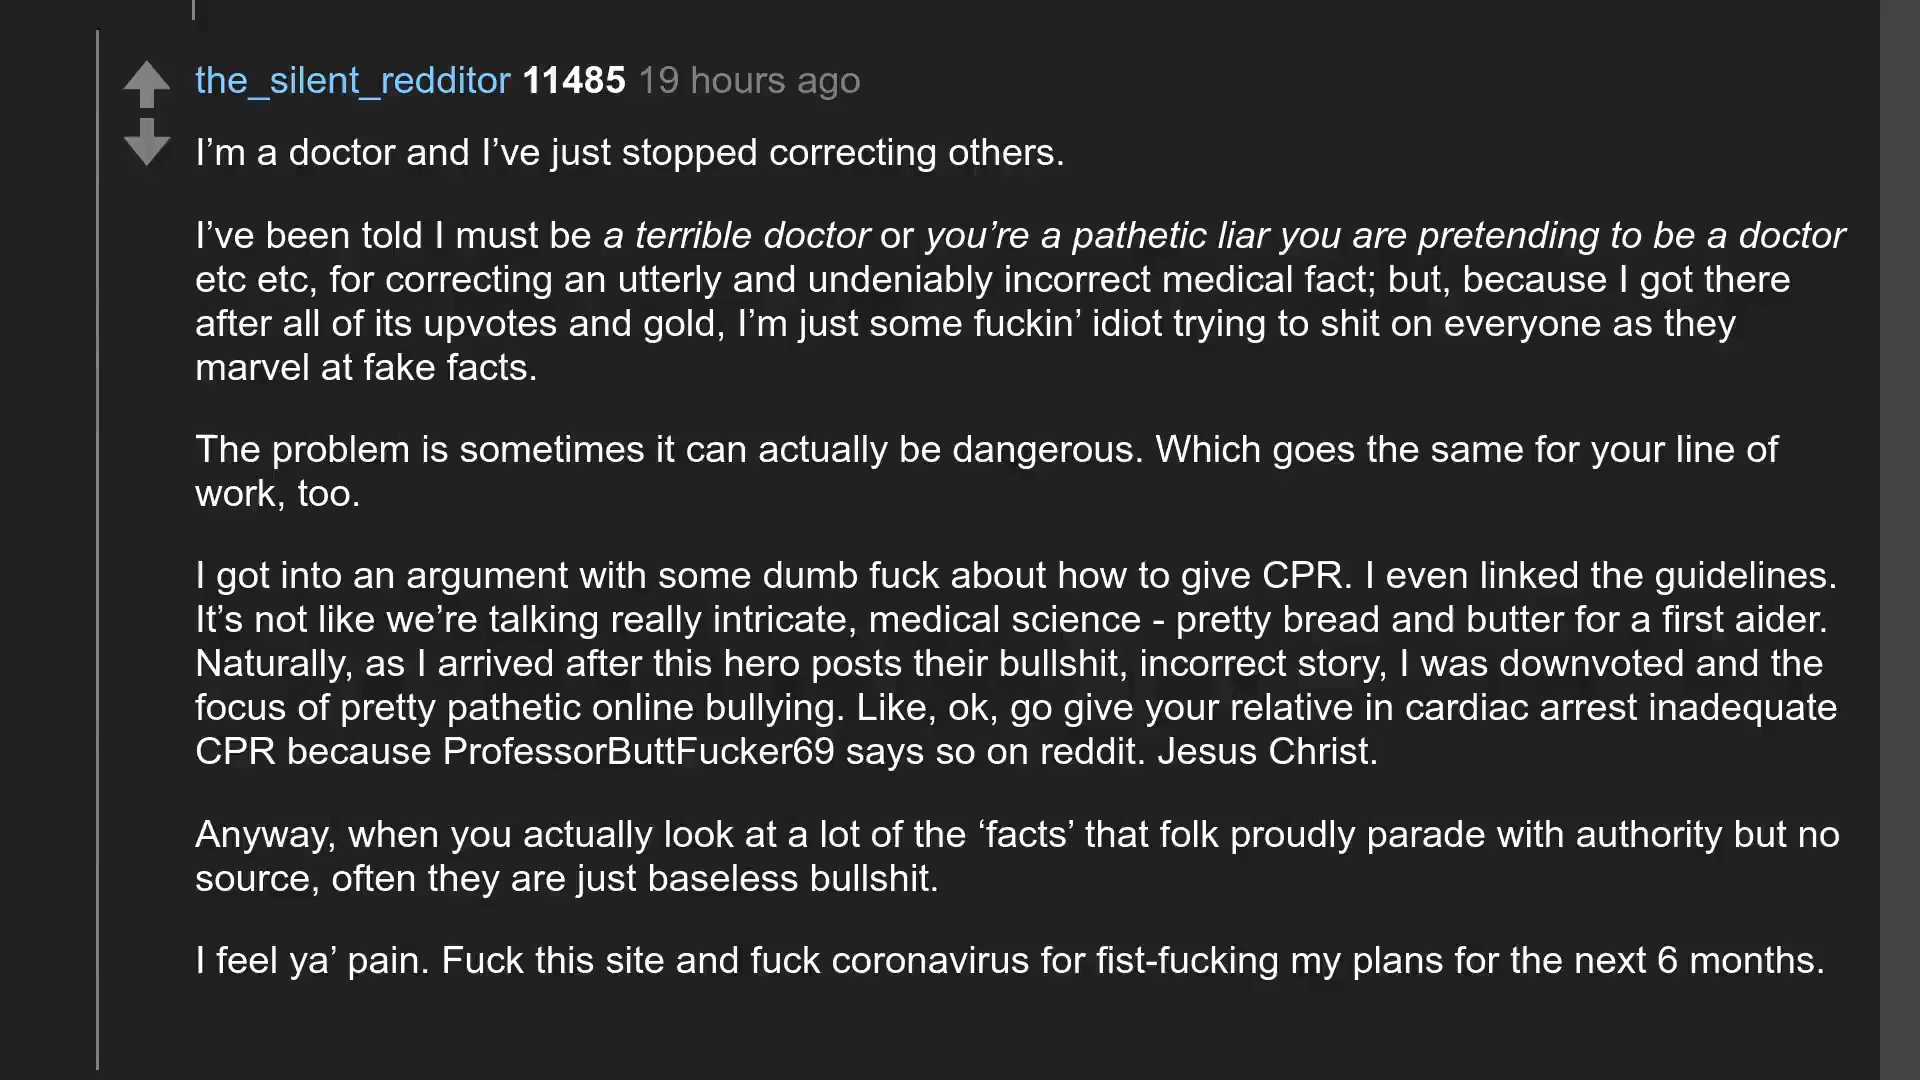 the_silent_redditor 11485 19 hours ago
I’m a doctor and I’ve just stopped correcting others.
I’ve been told I must be a terrible doctor or you’re a pathetic liar you are pretending to be a doctor
etc etc, for correcting an utterly and undeniably incorrect medical fact; but, because I got there
after all of its upvotes and gold, I’m just some fuckin’ idiot trying to shit on everyone as they
marvel at fake facts.
The problem is sometimes it can actually be dangerous. Which goes the same for your line of
work, too.
I got into an argument with some dumb fuck about how to give CPR. I even linked the guidelines.
It’s not like we’re talking really intricate, medical science - pretty bread and butter for a first aider.
Naturally, as I arrived after this hero posts their bullshit, incorrect story, I was downvoted and the
focus of pretty pathetic online bullying. Like, ok, go give your relative in cardiac arrest inadequate
CPR because ProfessorButtFucker69 says so on reddit. Jesus Christ.
Anyway, when you actually look at a lot of the ‘facts’ that folk proudly parade with authority but no
source, often they are just baseless bullshit.
I feel ya’ pain. Fuck this site and fuck coronavirus for fist-fucking my plans for the next 6 months.